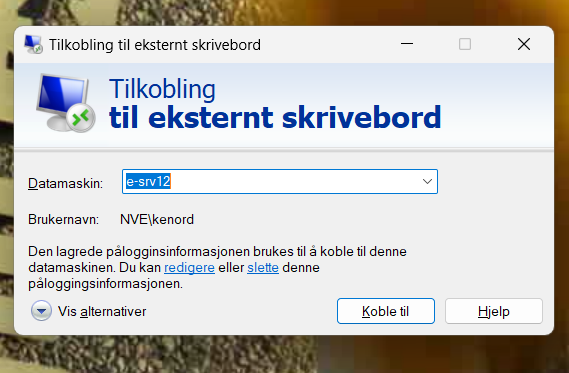 Tilkobling til eksternt skrivebord
Tilkobling
til eksternt skrivebord
Datamaskin: e-srv12
Brukernavn: NVE\kenord
Den lagrede pålogginsinformasjonen brukes til å koble til denne
datamaskinen. Du kan redigere eller slette denne
påloggingsinformasjonen.
Vis alternativer Koble til Hjelp